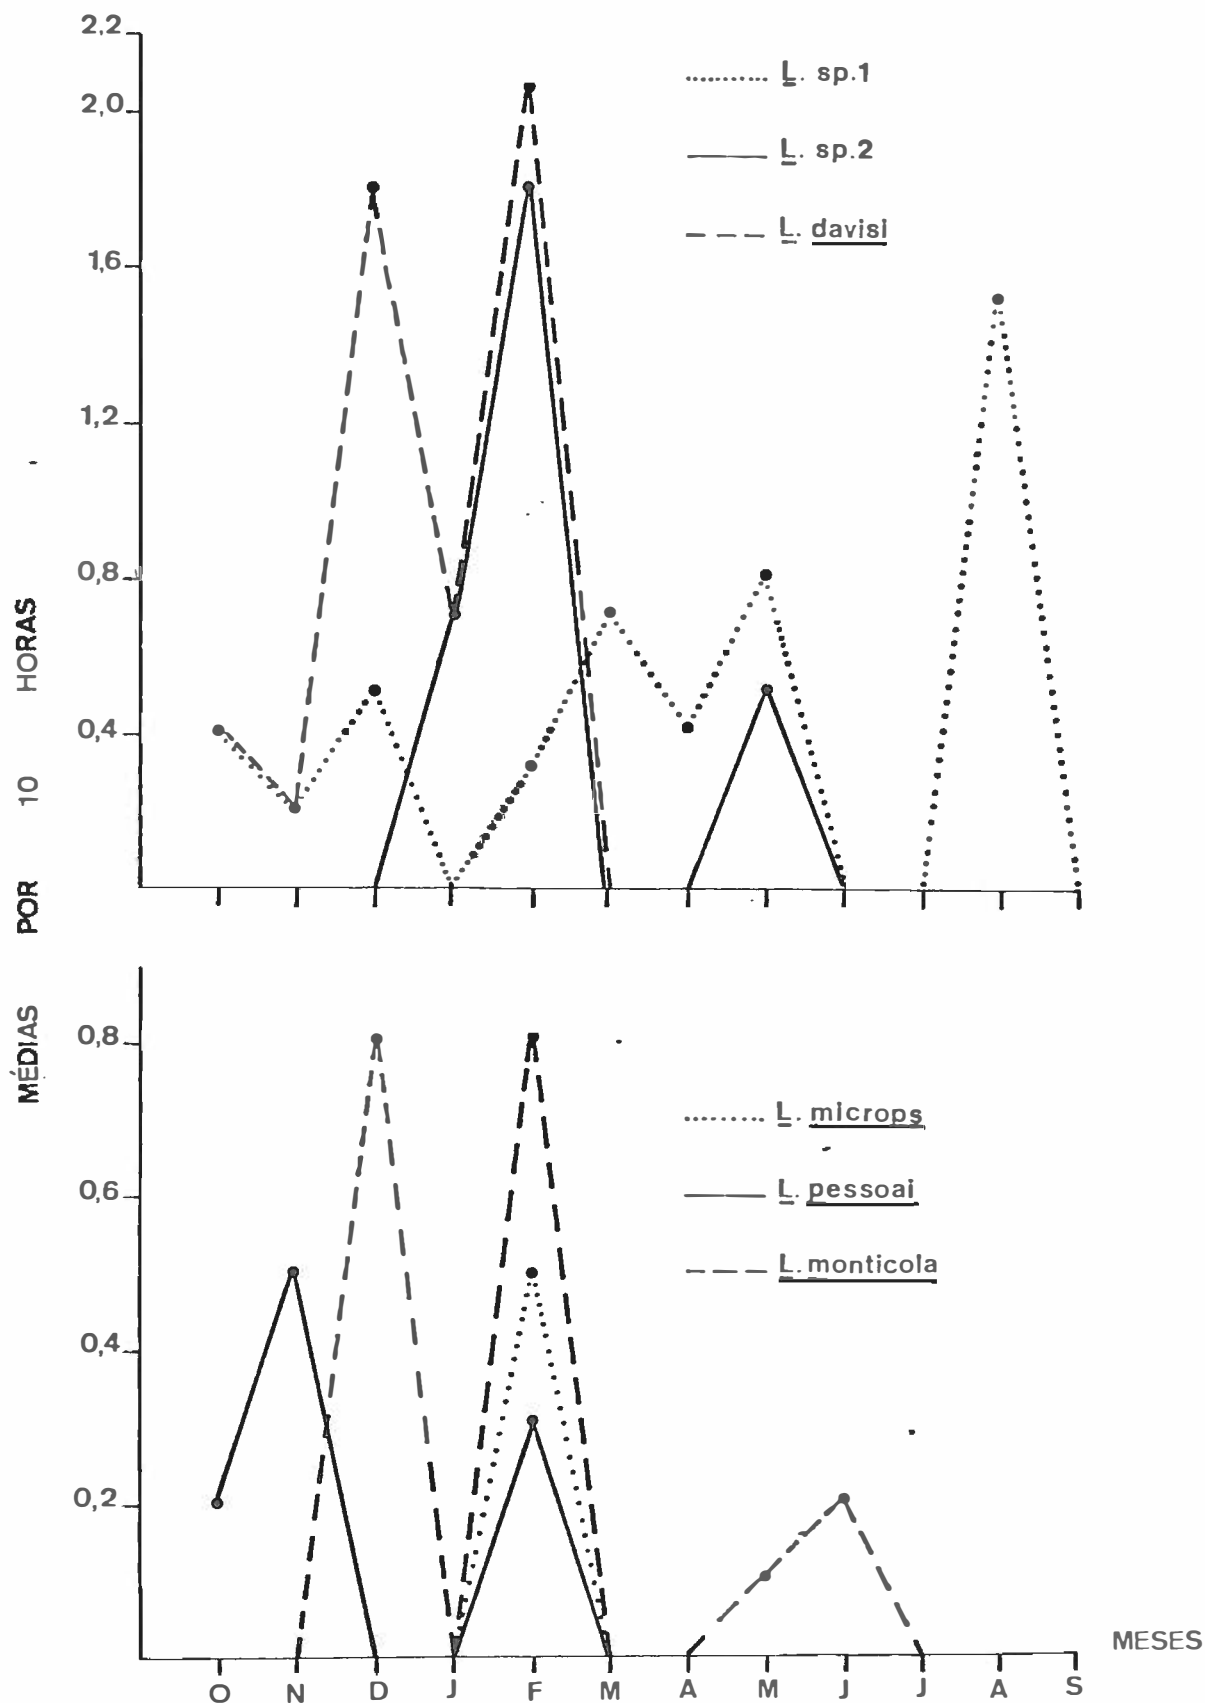 2,2
2,0
1,6
1,2
0,8
0,4
L. sp.1
L. sp.2
L. davisi
MÉDIAS POR 10 HORAS
0,8
0,6
0,4
0,2
L. microps
L. pessoai
L. monticola
MESES
O N D J F M A M J J A S